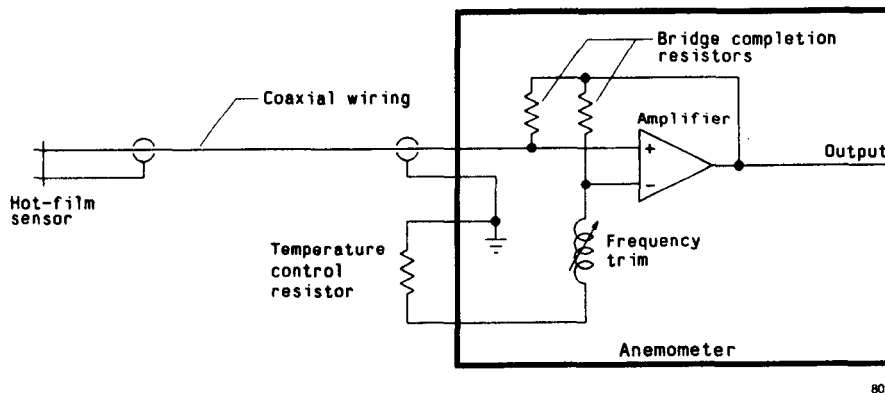 Bridge completion
resistors
Coaxial wiring
Amplifier
+
Output
−
Hot-film
sensor
Temperature
control
resistor
Frequency
trim
Anemometer
80